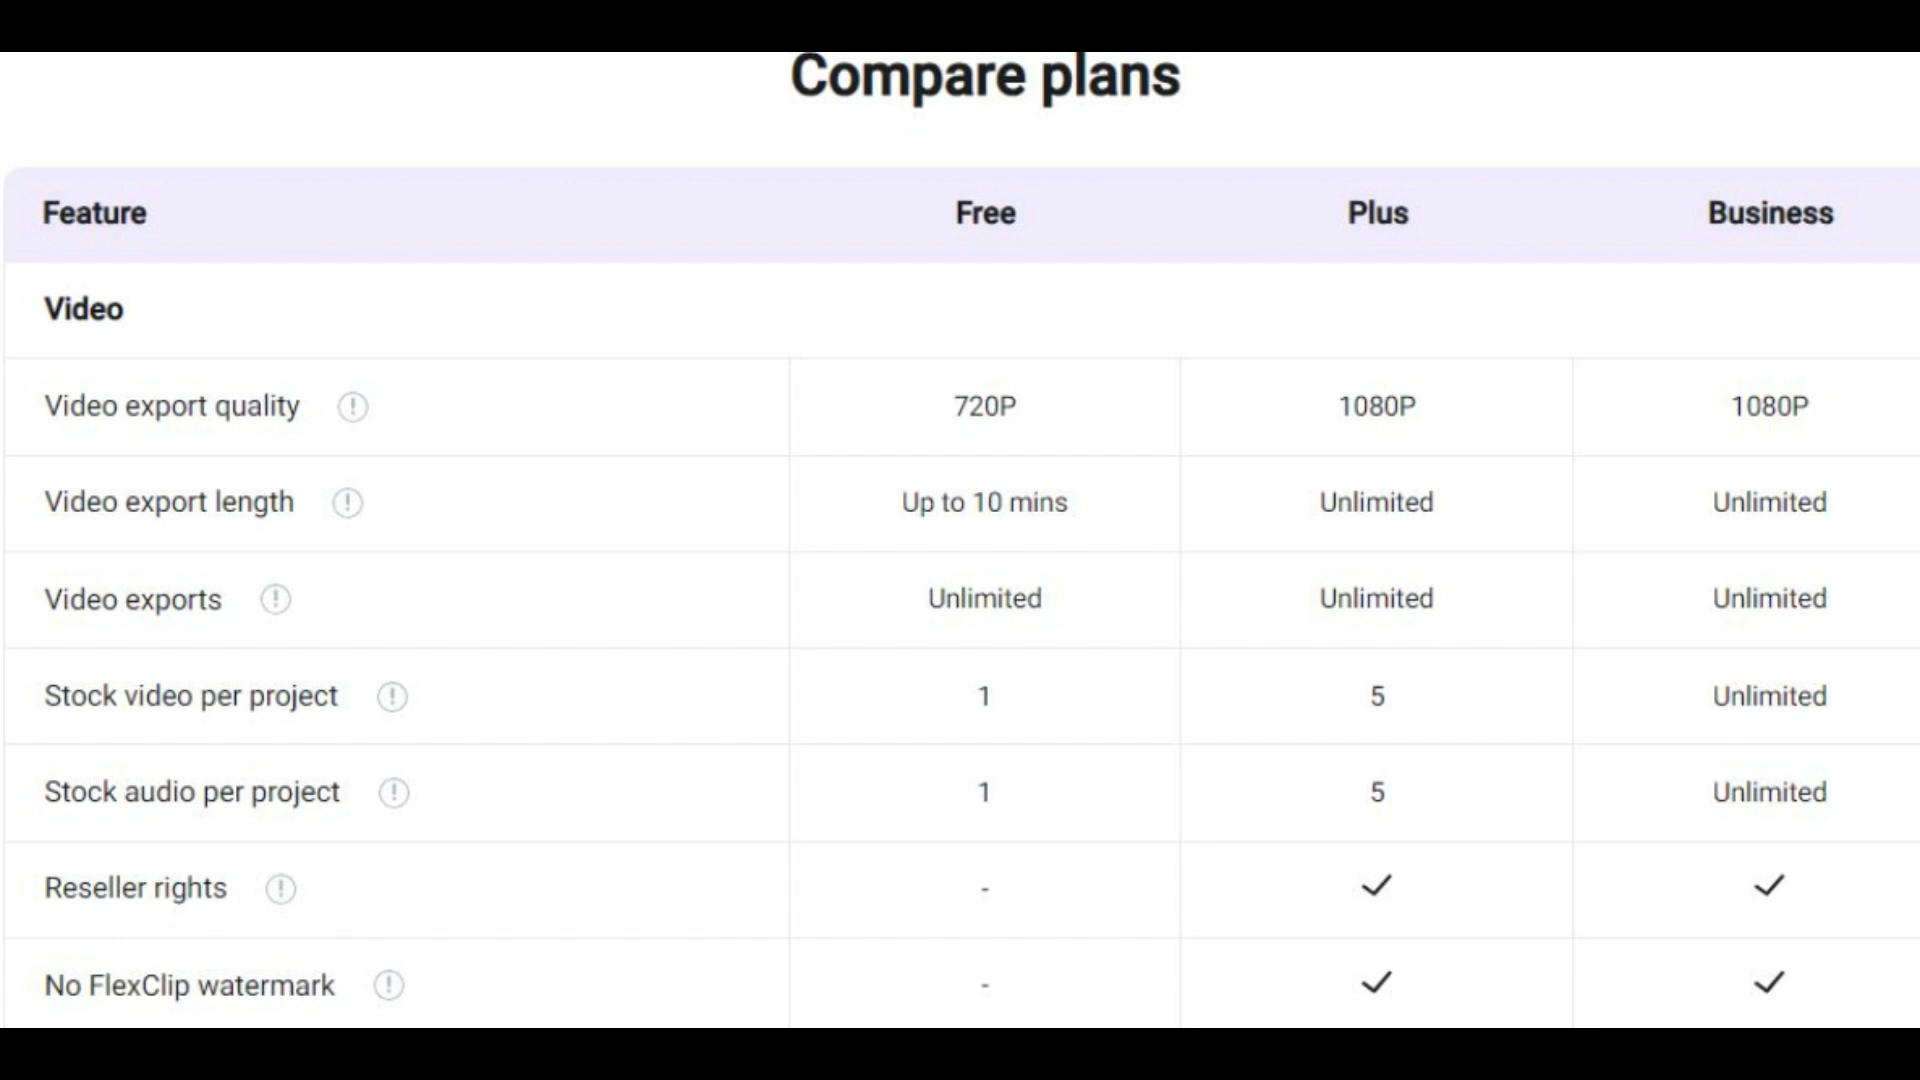 Compare plans
Feature Free Plus Business
Video
Video export quality 720P 1080P 1080P
Video export length Up to 10 mins Unlimited Unlimited
Video exports Unlimited Unlimited Unlimited
Stock video per project 1 5 Unlimited
Stock audio per project 1 5 Unlimited
Reseller rights - ✓ ✓
No FlexClip watermark - ✓ ✓